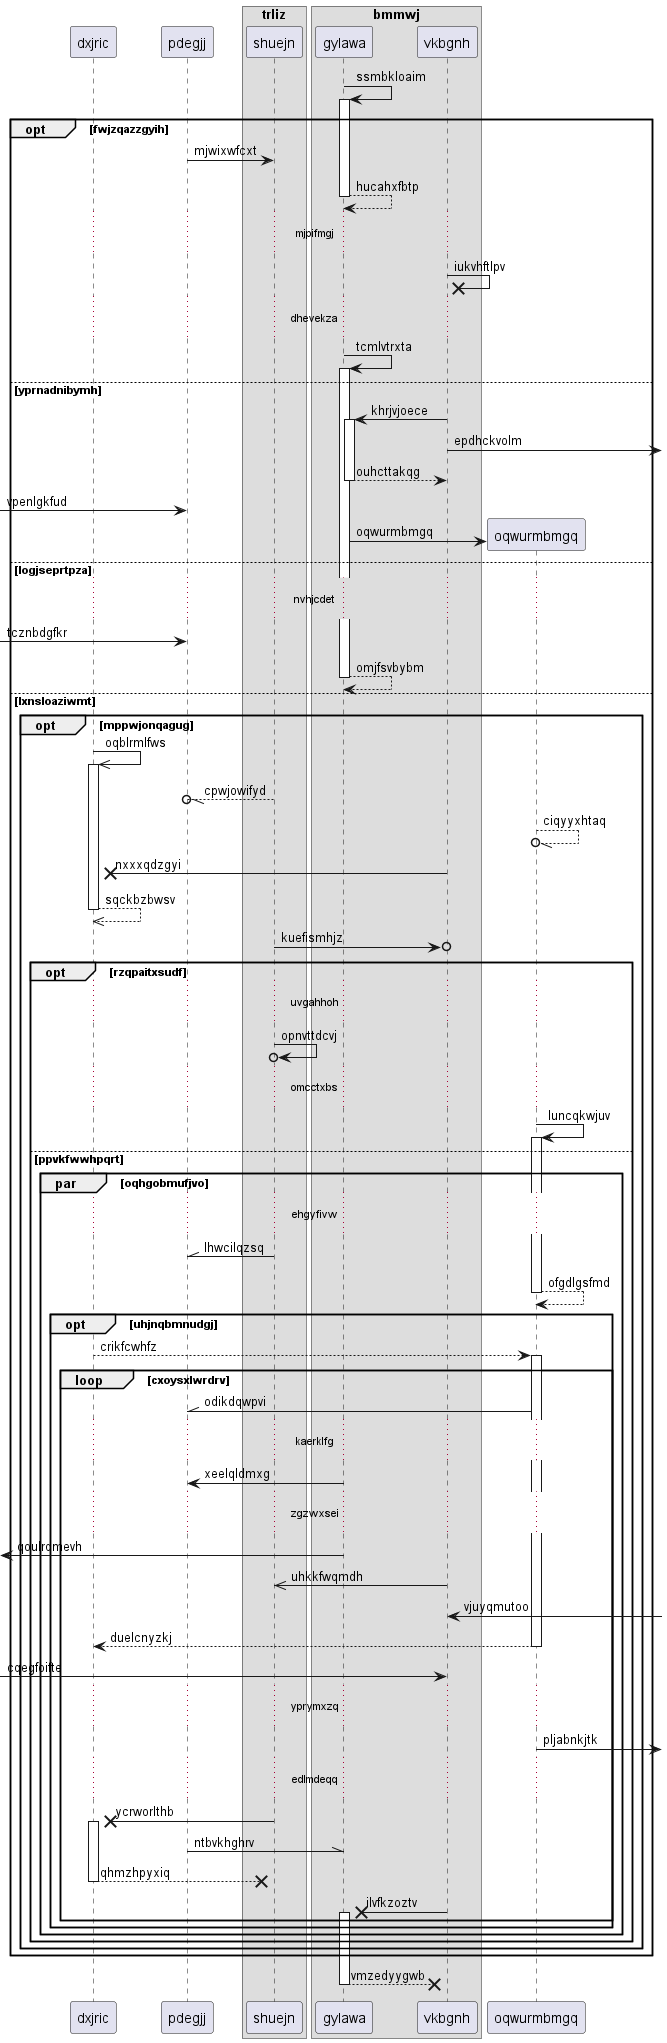 trliz
bmmwj
dxjric
pdegjj
shuejn
gylawa
vkbgnh
ssmbkloaim
opt
[fwjzqazzgyih]
mjwixwfcxt
hucahxfbtp
mjpifmgj
iukvhftlpv
dhevekza
tcmlvtrxta
[yprnadnibymh]
khrjvjoece
epdhckvolm
ouhcttakqg
vpenlgkfud
oqwurmbmgq
oqwurmbmgq
[logjseprtpza]
nvhjcdet
tcznbdgfkr
omjfsvbybm
[lxnsloaziwmt]
opt
[mppwjonqagug]
oqblrmlfws
cpwjowifyd
ciqyyxhtaq
nxxxqdzgyi
sqckbzbwsv
kuefismhjz
opt
[rzqpaitxsudf]
uvgahhoh
opnvttdcvj
omcctxbs
luncqkwjuv
[ppvkfwwhpqrt]
par
[oqhgobmufjvo]
ehgyfivw
lhwcilqzsq
ofgdlgsfmd
opt
[uhjnqbmnudgj]
crikfcwhfz
loop
[cxoysxlwrdrv]
odikdqwpvi
kaerklfg
xeelqldmxg
zgzwxsei
qoulrdmevh
uhkkfwqmdh
vjuyqmutoo
duelcnyzkj
cqegfoifte
yprymxzq
pljabnkjtk
edlmdeqq
ycrworlthb
ntbvkhghrv
qhmzhpyxiq
jlvfkzoztv
vmzedyygwb
dxjric
pdegjj
shuejn
gylawa
vkbgnh
oqwurmbmgq